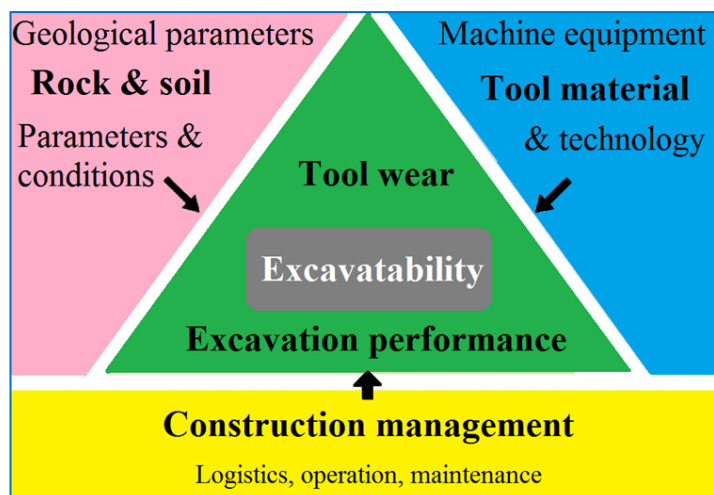 Geological parameters
Rock & soil
Parameters &
conditions
Machine equipment
Tool material
& technology
Tool wear
Excavatability
Excavation performance
Construction management
Logistics, operation, maintenance